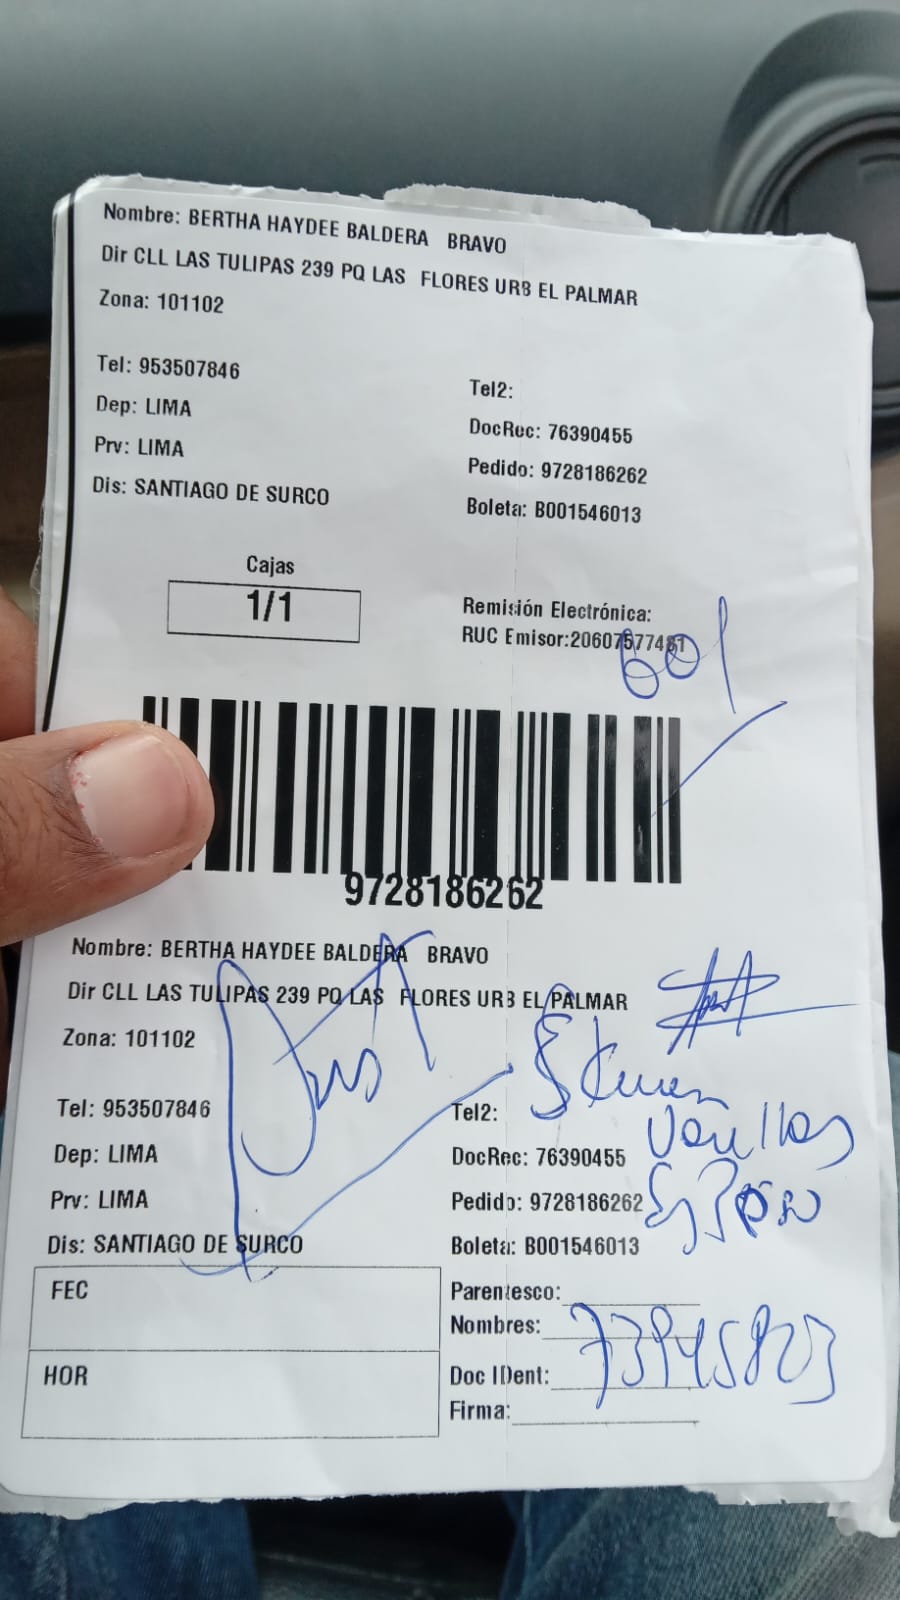 Nombre: BERTHA HAYDEE BALDERA BRAVO
Dir CLL LAS TULIPAS 239 PQ LAS FLORES URB EL PALMAR
Zona: 101102
Tel: 953507846
Tel2:
Dep: LIMA
DocRec: 76390455
Prv: LIMA
Pedido: 9728186262
Dis: SANTIAGO DE SURCO
Boleta: B001546013
Cajas
1/1
Remisión Electrónica:
RUC Emisor:20607577481
601
9728186262
Nombre: BERTHA HAYDEE BALDERA BRAVO
Dir CLL LAS TULIPAS 239 PQ LAS FLORES URB EL PALMAR
Zona: 101102
Tel: 953507846
Tel2:
Dep: LIMA
DocRec: 76390455
Prv: LIMA
Pedido: 9728186262
Dis: SANTIAGO DE SURCO
Boleta: B001546013
FEC
Parentesco:
Nombres:
HOR
Doc IDent:
Firma: